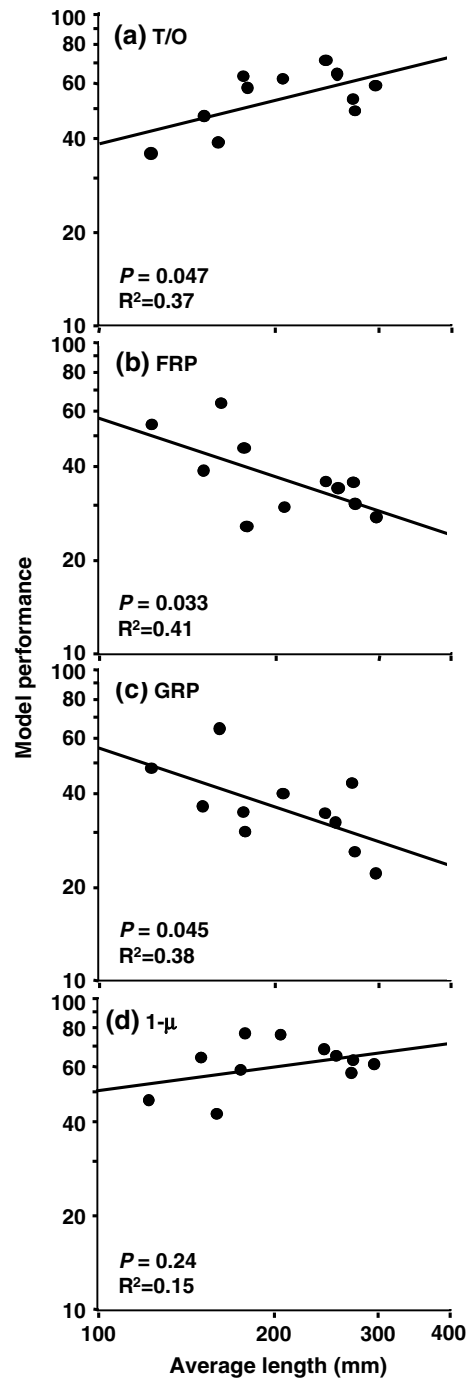 Model performance
100
80
60
40
20
10
(a) T/O
P = 0.047
R²=0.37
100
80
60
40
20
10
(b) FRP
P = 0.033
R²=0.41
100
80
60
40
20
10
(c) GRP
P = 0.045
R²=0.38
100
80
60
40
20
10
(d) 1-μ
P = 0.24
R²=0.15
100 200 300 400
Average length (mm)